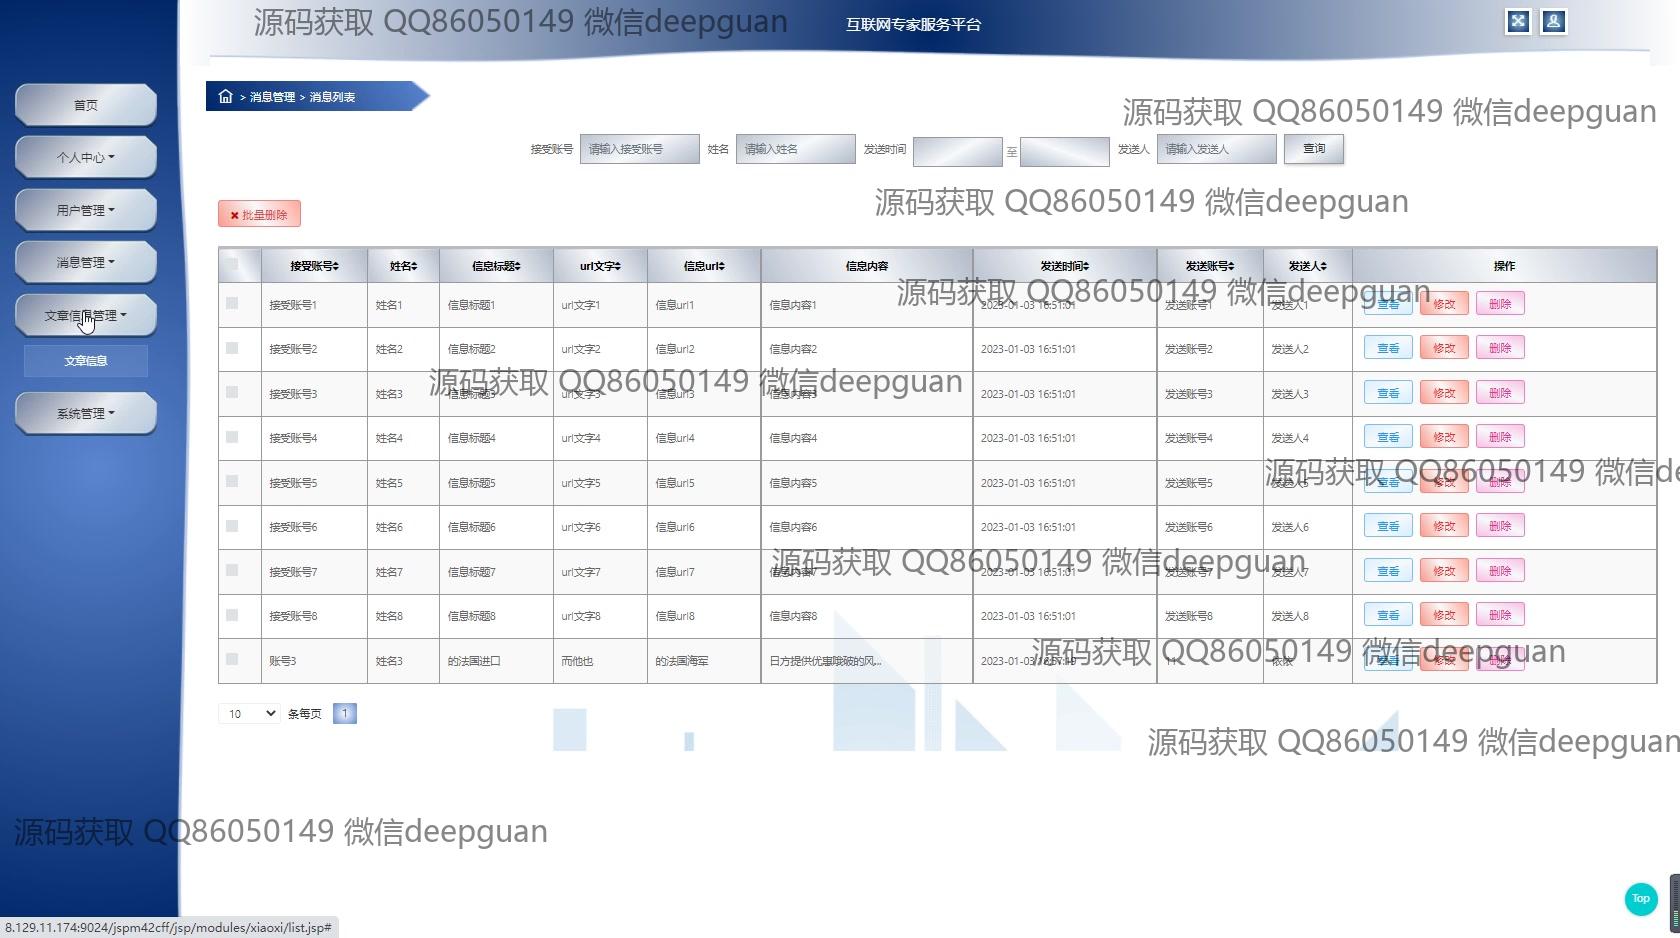 源码获取 QQ86050149 微信deepguan
互联网专家服务平台
首页
个人中心
用户管理
消息管理
文章信息管理
文章信息
系统管理
> 消息管理 > 消息列表
源码获取 QQ86050149 微信deepguan
接受账号 请输入接受账号 姓名 请输入姓名 发送时间 至 发送人 请输入发送人 查询
源码获取 QQ86050149 微信deepguan
批量删除
接受账号 姓名 信息标题 url文字 信息url 信息内容 发送时间 发送账号 发送人 操作
源码获取 QQ86050149 微信deepguan
接受账号1 姓名1 信息标题1 url文字1 信息url1 信息内容1 2023-01-03 16:51:01 发送账号1 发送人1 查看 修改 删除
接受账号2 姓名2 信息标题2 url文字2 信息url2 信息内容2 2023-01-03 16:51:01 发送账号2 发送人2 查看 修改 删除
源码获取 QQ86050149 微信deepguan
接受账号3 姓名3 信息标题3 url文字3 信息url3 信息内容3 2023-01-03 16:51:01 发送账号3 发送人3 查看 修改 删除
接受账号4 姓名4 信息标题4 url文字4 信息url4 信息内容4 2023-01-03 16:51:01 发送账号4 发送人4 查看 修改 删除
源码获取 QQ86050149 微信de
接受账号5 姓名5 信息标题5 url文字5 信息url5 信息内容5 2023-01-03 16:51:01 发送账号5 发送人5 查看 修改 删除
接受账号6 姓名6 信息标题6 url文字6 信息url6 信息内容6 2023-01-03 16:51:01 发送账号6 发送人6 查看 修改 删除
源码获取 QQ86050149 微信deepguan
接受账号7 姓名7 信息标题7 url文字7 信息url7 信息内容7 2023-01-03 16:51:01 发送账号7 发送人7 查看 修改 删除
接受账号8 姓名8 信息标题8 url文字8 信息url8 信息内容8 2023-01-03 16:51:01 发送账号8 发送人8 查看 修改 删除
源码获取 QQ86050149 微信deepguan
账号3 姓名3 的法国进口 而他也 的法国海军 日方提供优惠哦破的风... 2023-01-03 11 查看 修改 删除
10 条每页 1
源码获取 QQ86050149 微信deepguan
源码获取 QQ86050149 微信deepguan
Top
8.129.11.174:9024/jspm42cff/jsp/modules/xiaoxi/list.jsp#